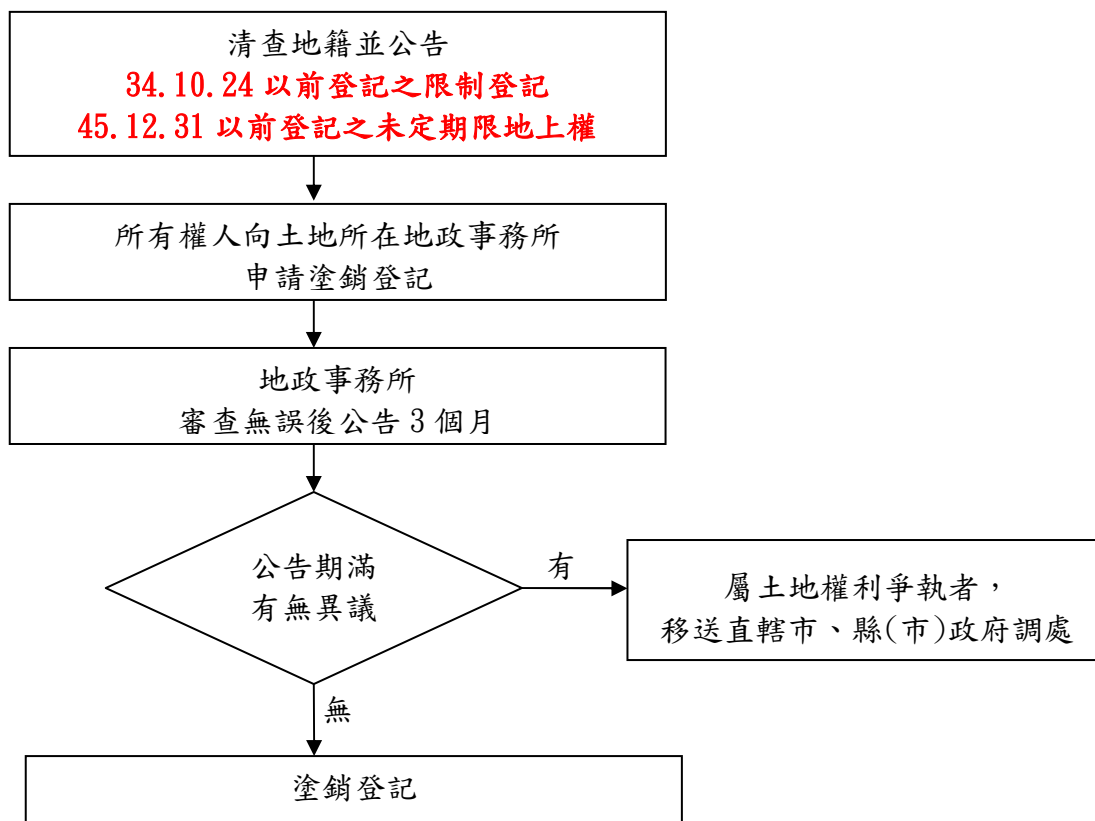 清查地籍並公告
34.10.24 以前登記之限制登記
45.12.31 以前登記之未定期限地上權
所有權人向土地所在地政事務所
申請塗銷登記
地政事務所
審查無誤後公告 3 個月
公告期滿
有無異議
有
屬土地權利爭執者，
移送直轄市、縣(市)政府調處
無
塗銷登記